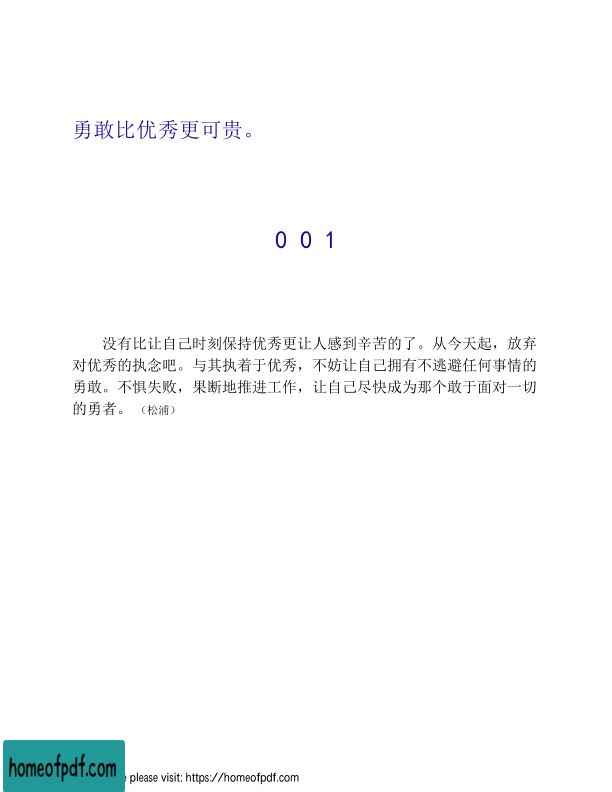 勇敢比优秀更可贵。
001
没有比让自己时刻保持优秀更让人感到辛苦的了。从今天起，放弃
对优秀的执念吧。与其执着于优秀，不妨让自己拥有不逃避任何事情的
勇敢。不惧失败，果断地推进工作，让自己尽快成为那个敢于面对一切
的勇者。（松浦）
homeofpdf.com
please visit: https://homeofpdf.com